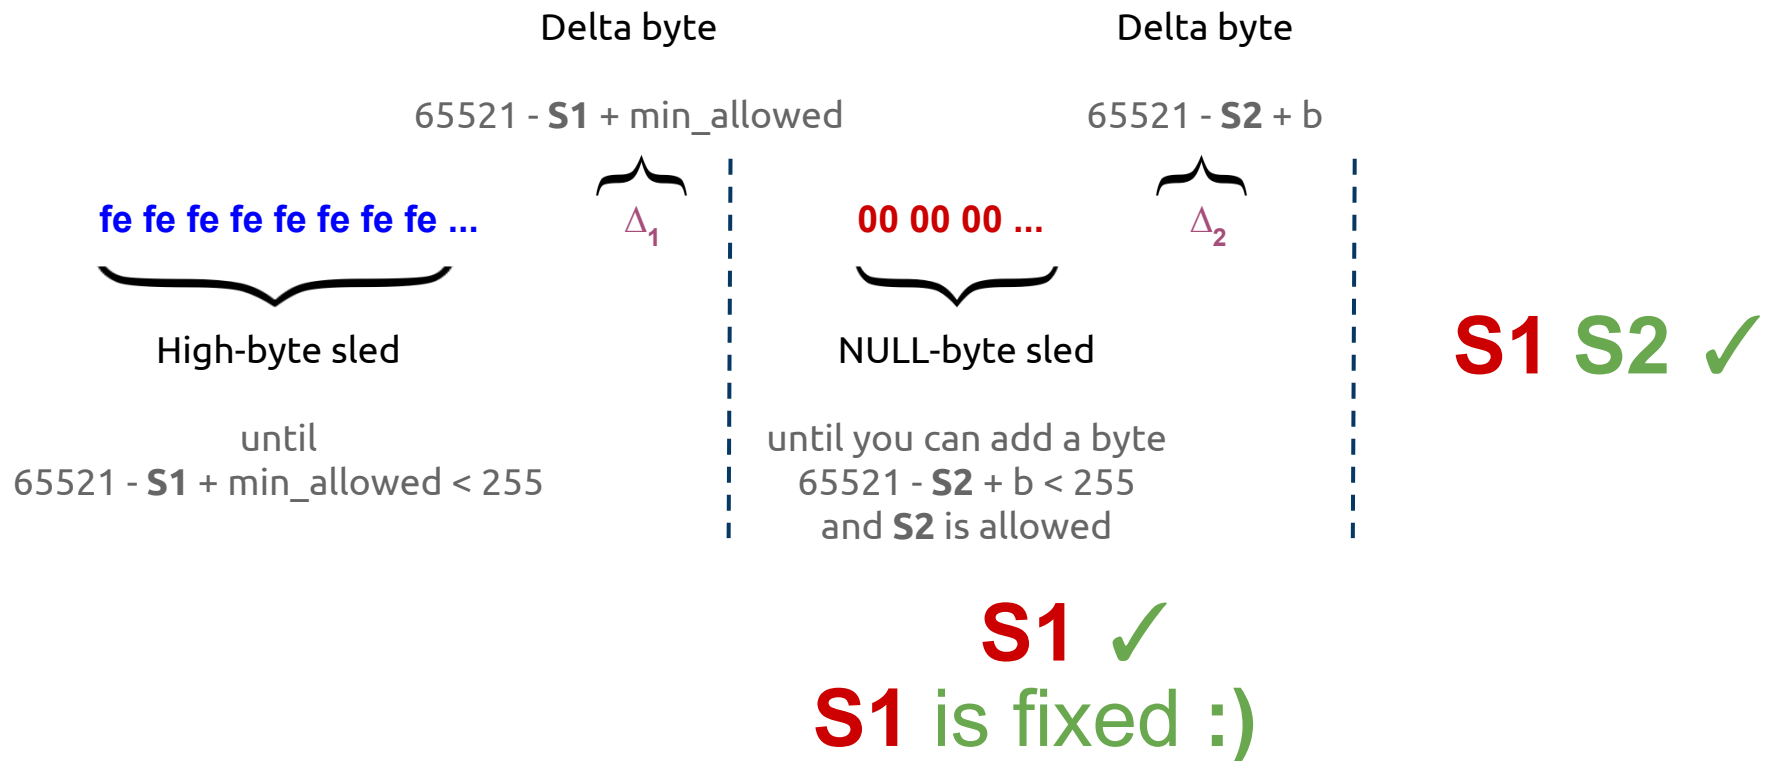 Delta byte
Delta byte
65521 - S1 + min_allowed
65521 - S2 + b
fe fe fe fe fe fe fe fe ...
Δ1
00 00 00 ...
Δ2
High-byte sled
NULL-byte sled
until
65521 - S1 + min_allowed < 255
until you can add a byte
65521 - S2 + b < 255
and S2 is allowed
S1 S2 ✓
S1 ✓
S1 is fixed :)